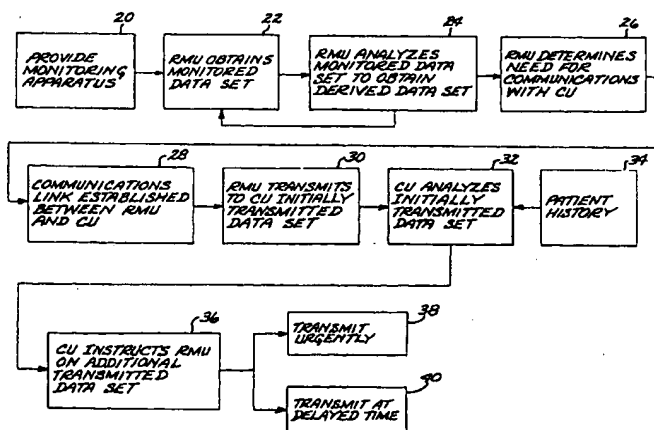 20
PROVIDE
MONITORING
APPARATUS
22
RMU OBTAINS
MONITORED
DATA SET
24
RMU ANALYZES
MONITORED DATA
SET TO OBTAIN
DERIVED DATA SET
26
RMU DETERMINES
NEED FOR
COMMUNICATIONS
WITH CU
28
COMMUNICATIONS
LINK ESTABLISHED
BETWEEN RMU
AND CU
30
RMU TRANSMITS
TO CU INITIALLY
TRANSMITTED
DATA SET
32
CU ANALYZES
INITIALLY
TRANSMITTED
DATA SET
34
PATIENT
HISTORY
36
CU INSTRUCTS RMU
ON ADDITIONAL
TRANSMITTED
DATA SET
38
TRANSMIT
URGENTLY
40
TRANSMIT AT
DELAYED TIME